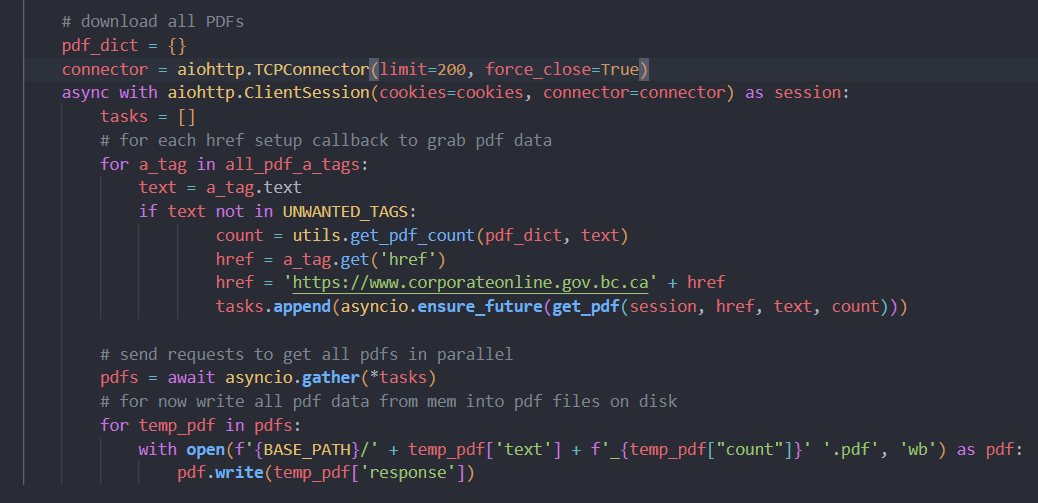 # download all PDFs
pdf_dict = {}
connector = aiohttp.TCPConnector(limit=200, force_close=True)
async with aiohttp.ClientSession(cookies=cookies, connector=connector) as session:
    tasks = []
    # for each href setup callback to grab pdf data
    for a_tag in all_pdf_a_tags:
        text = a_tag.text
        if text not in UNWANTED_TAGS:
                count = utils.get_pdf_count(pdf_dict, text)
                href = a_tag.get('href')
                href = 'https://www.corporateonline.gov.bc.ca' + href
                tasks.append(asyncio.ensure_future(get_pdf(session, href, text, count)))

    # send requests to get all pdfs in parallel
    pdfs = await asyncio.gather(*tasks)
    # for now write all pdf data from mem into pdf files on disk
    for temp_pdf in pdfs:
        with open(f'{BASE_PATH}/' + temp_pdf['text'] + f'_{temp_pdf["count"]}' '.pdf', 'wb') as pdf:
            pdf.write(temp_pdf['response'])